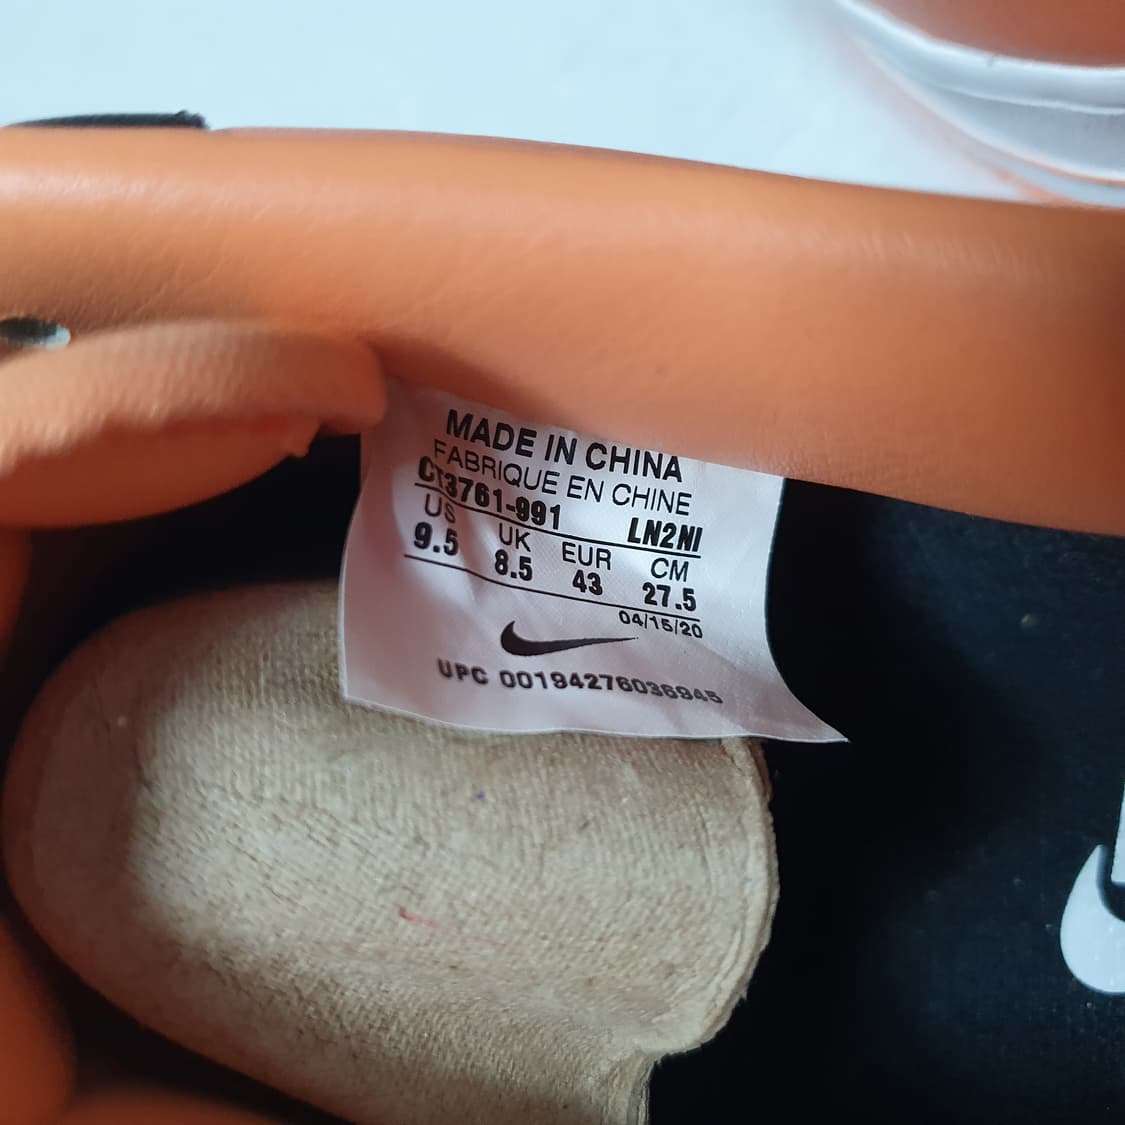 MADE IN CHINA
FABRIQUE EN CHINE
CT3761-991 LN2NI
US UK EUR CM
9.5 8.5 43 27.5
04/15/20
UPC 00194276036945